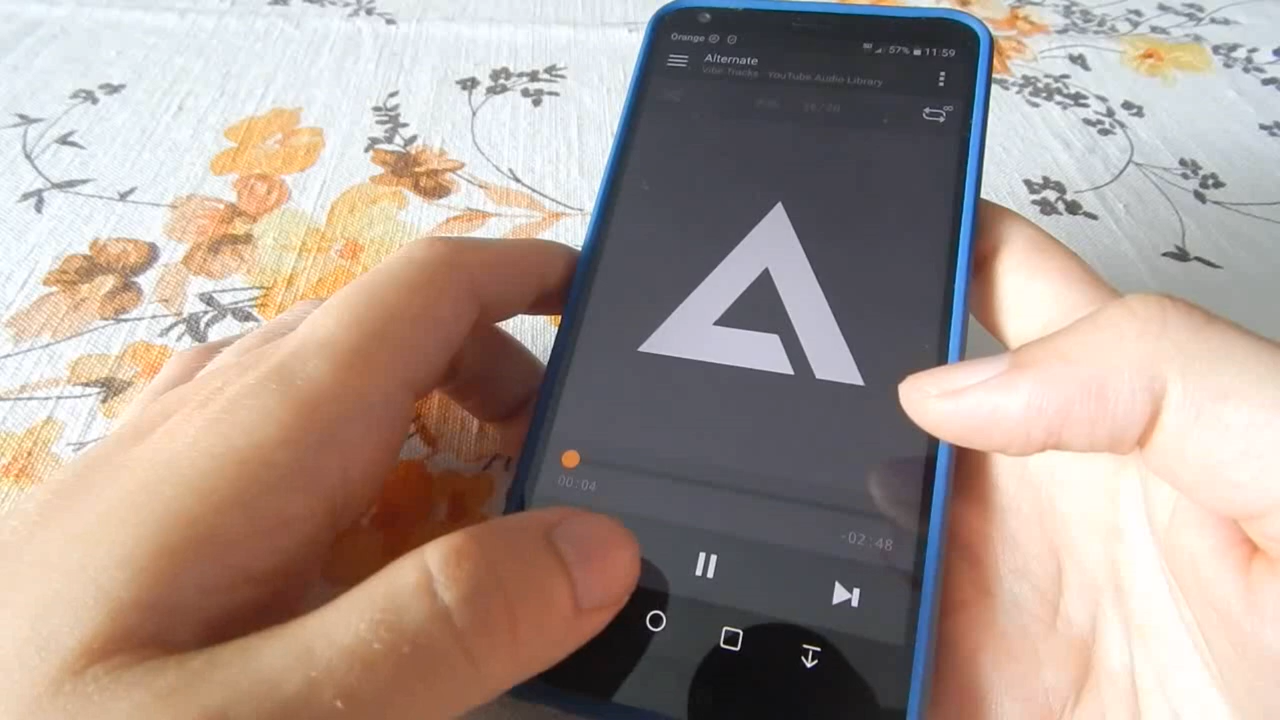 Orange 57% 11:59
Alternate
Vibe Tracks - YouTube Audio Library
00:04
-02:48